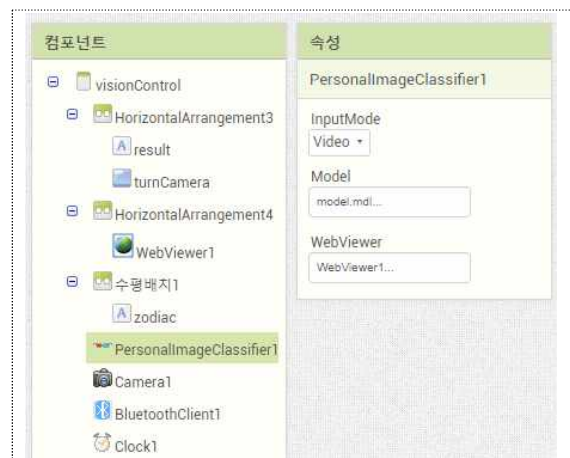 컴포넌트
visionControl
HorizontalArrangement3
result
turnCamera
HorizontalArrangement4
WebViewer1
수평배치1
zodiac
PersonalImageClassifier1
Camera1
BluetoothClient1
Clock1
속성
PersonalImageClassifier1
InputMode
Video
Model
model.mdl...
WebViewer
WebViewer1...